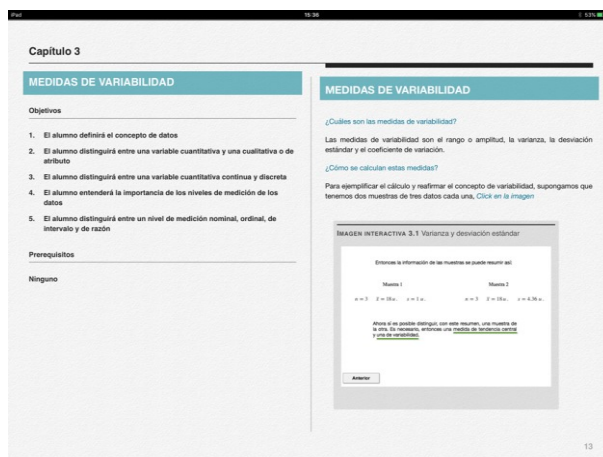 iPad
15:36
53%
Capítulo 3
MEDIDAS DE VARIABILIDAD
Objetivos
1. El alumno definirá el concepto de datos
2. El alumno distinguirá entre una variable cuantitativa y una cualitativa o de
atributo
3. El alumno distinguirá entre una variable cuantitativa continua y discreta
4. El alumno entenderá la importancia de los niveles de medición de los
datos
5. El alumno distinguirá entre un nivel de medición nominal, ordinal, de
intervalo y de razón
Prerequisitos
Ninguno
MEDIDAS DE VARIABILIDAD
¿Cuáles son las medidas de variabilidad?
Las medidas de variabilidad son el rango o amplitud, la varianza, la desviación
estándar y el coeficiente de variación.
¿Cómo se calculan estas medidas?
Para ejemplificar el cálculo y reafirmar el concepto de variabilidad, supongamos que
tenemos dos muestras de tres datos cada una, Click en la imagen
IMAGEN INTERACTIVA 3.1 Varianza y desviación estándar
Entonces la información de las muestras se puede resumir así:
Muestra 1 Muestra 2
n = 3 x̄ = 18 a. s = 1 a. n = 3 x̄ = 18 a. s = 4.36 a.
Ahora sí es posible distinguir, con este resumen, una muestra de
la otra. Es necesario, entonces una medida de tendencia central
y una de variabilidad.
Anterior
13